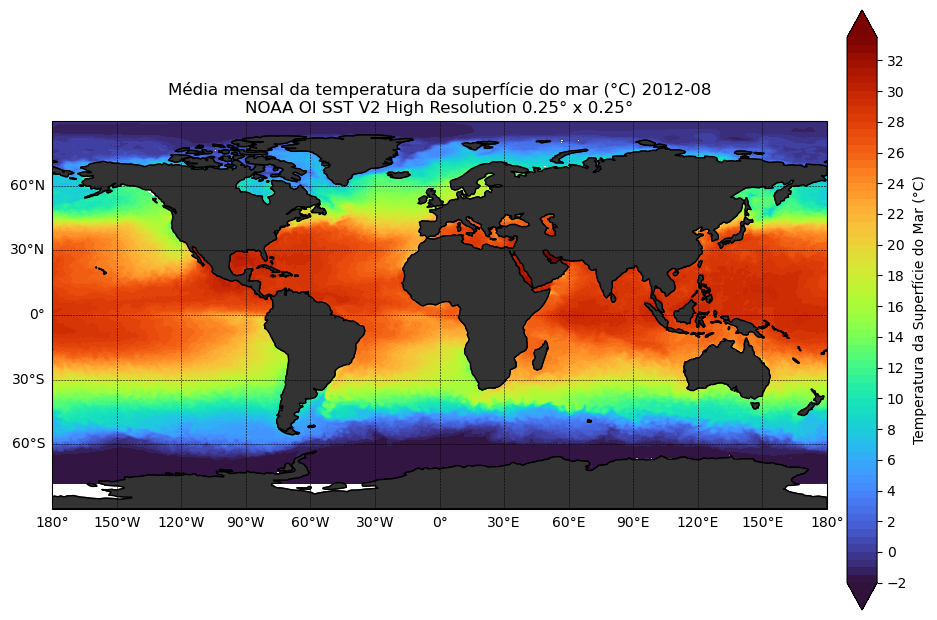 Média mensal da temperatura da superfície do mar (°C) 2012-08
NOAA OI SST V2 High Resolution 0.25° x 0.25°
60°N
30°N
0°
30°S
60°S
180°
150°W
120°W
90°W
60°W
30°W
0°
30°E
60°E
90°E
120°E
150°E
180°
32
30
28
26
24
22
20
18
16
14
12
10
8
6
4
2
0
−2
Temperatura da Superfície do Mar (°C)